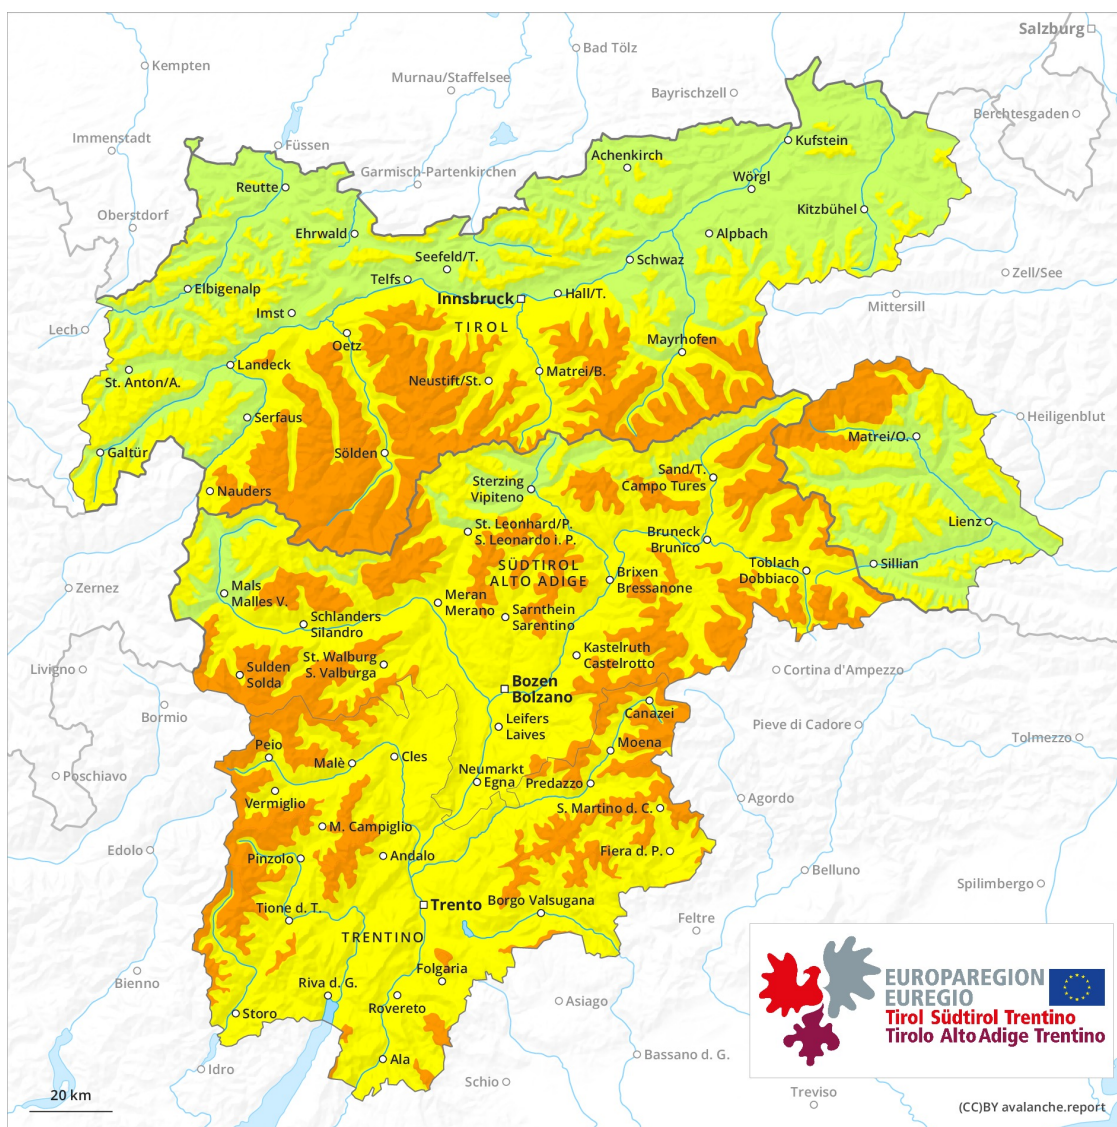 Salzburg
Bad Tölz
Kempten
Murnau/Staffelsee
Bayrischzell
Berchtesgaden
Immenstadt
Füssen
Kufstein
Achenkirch
Garmisch-Partenkirchen
Wörgl
Reutte
Oberstdorf
Kitzbühel
Ehrwald
Alpbach
Seefeld/T.
Schwaz
Telfs
Zell/See
Elbigenalp
Innsbruck
Hall/T.
Mittersill
Imst
TIROL
Lech
Oetz
Mayrhofen
Landeck
Matrei/B.
St. Anton/A.
Neustift/St.
Serfaus
Heiligenblut
Matrei/O.
Galtür
Sölden
Sand/T.
Campo Tures
Sterzing
Vipiteno
Nauders
St. Leonhard/P.
S. Leonardo i. P.
Lienz
Bruneck
Brunico
SÜDTIROL
ALTO ADIGE
Toblach
Dobbiaco
Sillian
Brixen
Bressanone
Zernez
Mals
Malles V.
Meran
Merano
Sarnthein
Sarentino
Schlanders
Silandro
Kastelruth
Castelrotto
St. Walburg
S. Valburga
Livigno
Sulden
Solda
Cortina d'Ampezzo
Bozen
Bolzano
Bormio
Canazei
Leifers
Laives
Pieve di Cadore
Tolmezzo
Peio
Moena
Cles
Malè
Poschiavo
Neumarkt
Egna
Predazzo
Vermiglio
Agordo
S. Martino d. C.
M. Campiglio
Edolo
Pinzolo
Andalo
Fiera d. P.
Belluno
Spilimbergo
Trento
Borgo Valsugana
Tione d. T.
Feltre
TRENTINO
Folgaria
Bienno
Riva d. G.
Rovereto
Asiago
Storo
Bassano d. G.
Ala
Idro
Schio
Treviso
EUROPAREGION
EUREGIO
Tirol Südtirol Trentino
Tirolo Alto Adige Trentino
20 km
(CC)BY avalanche.report